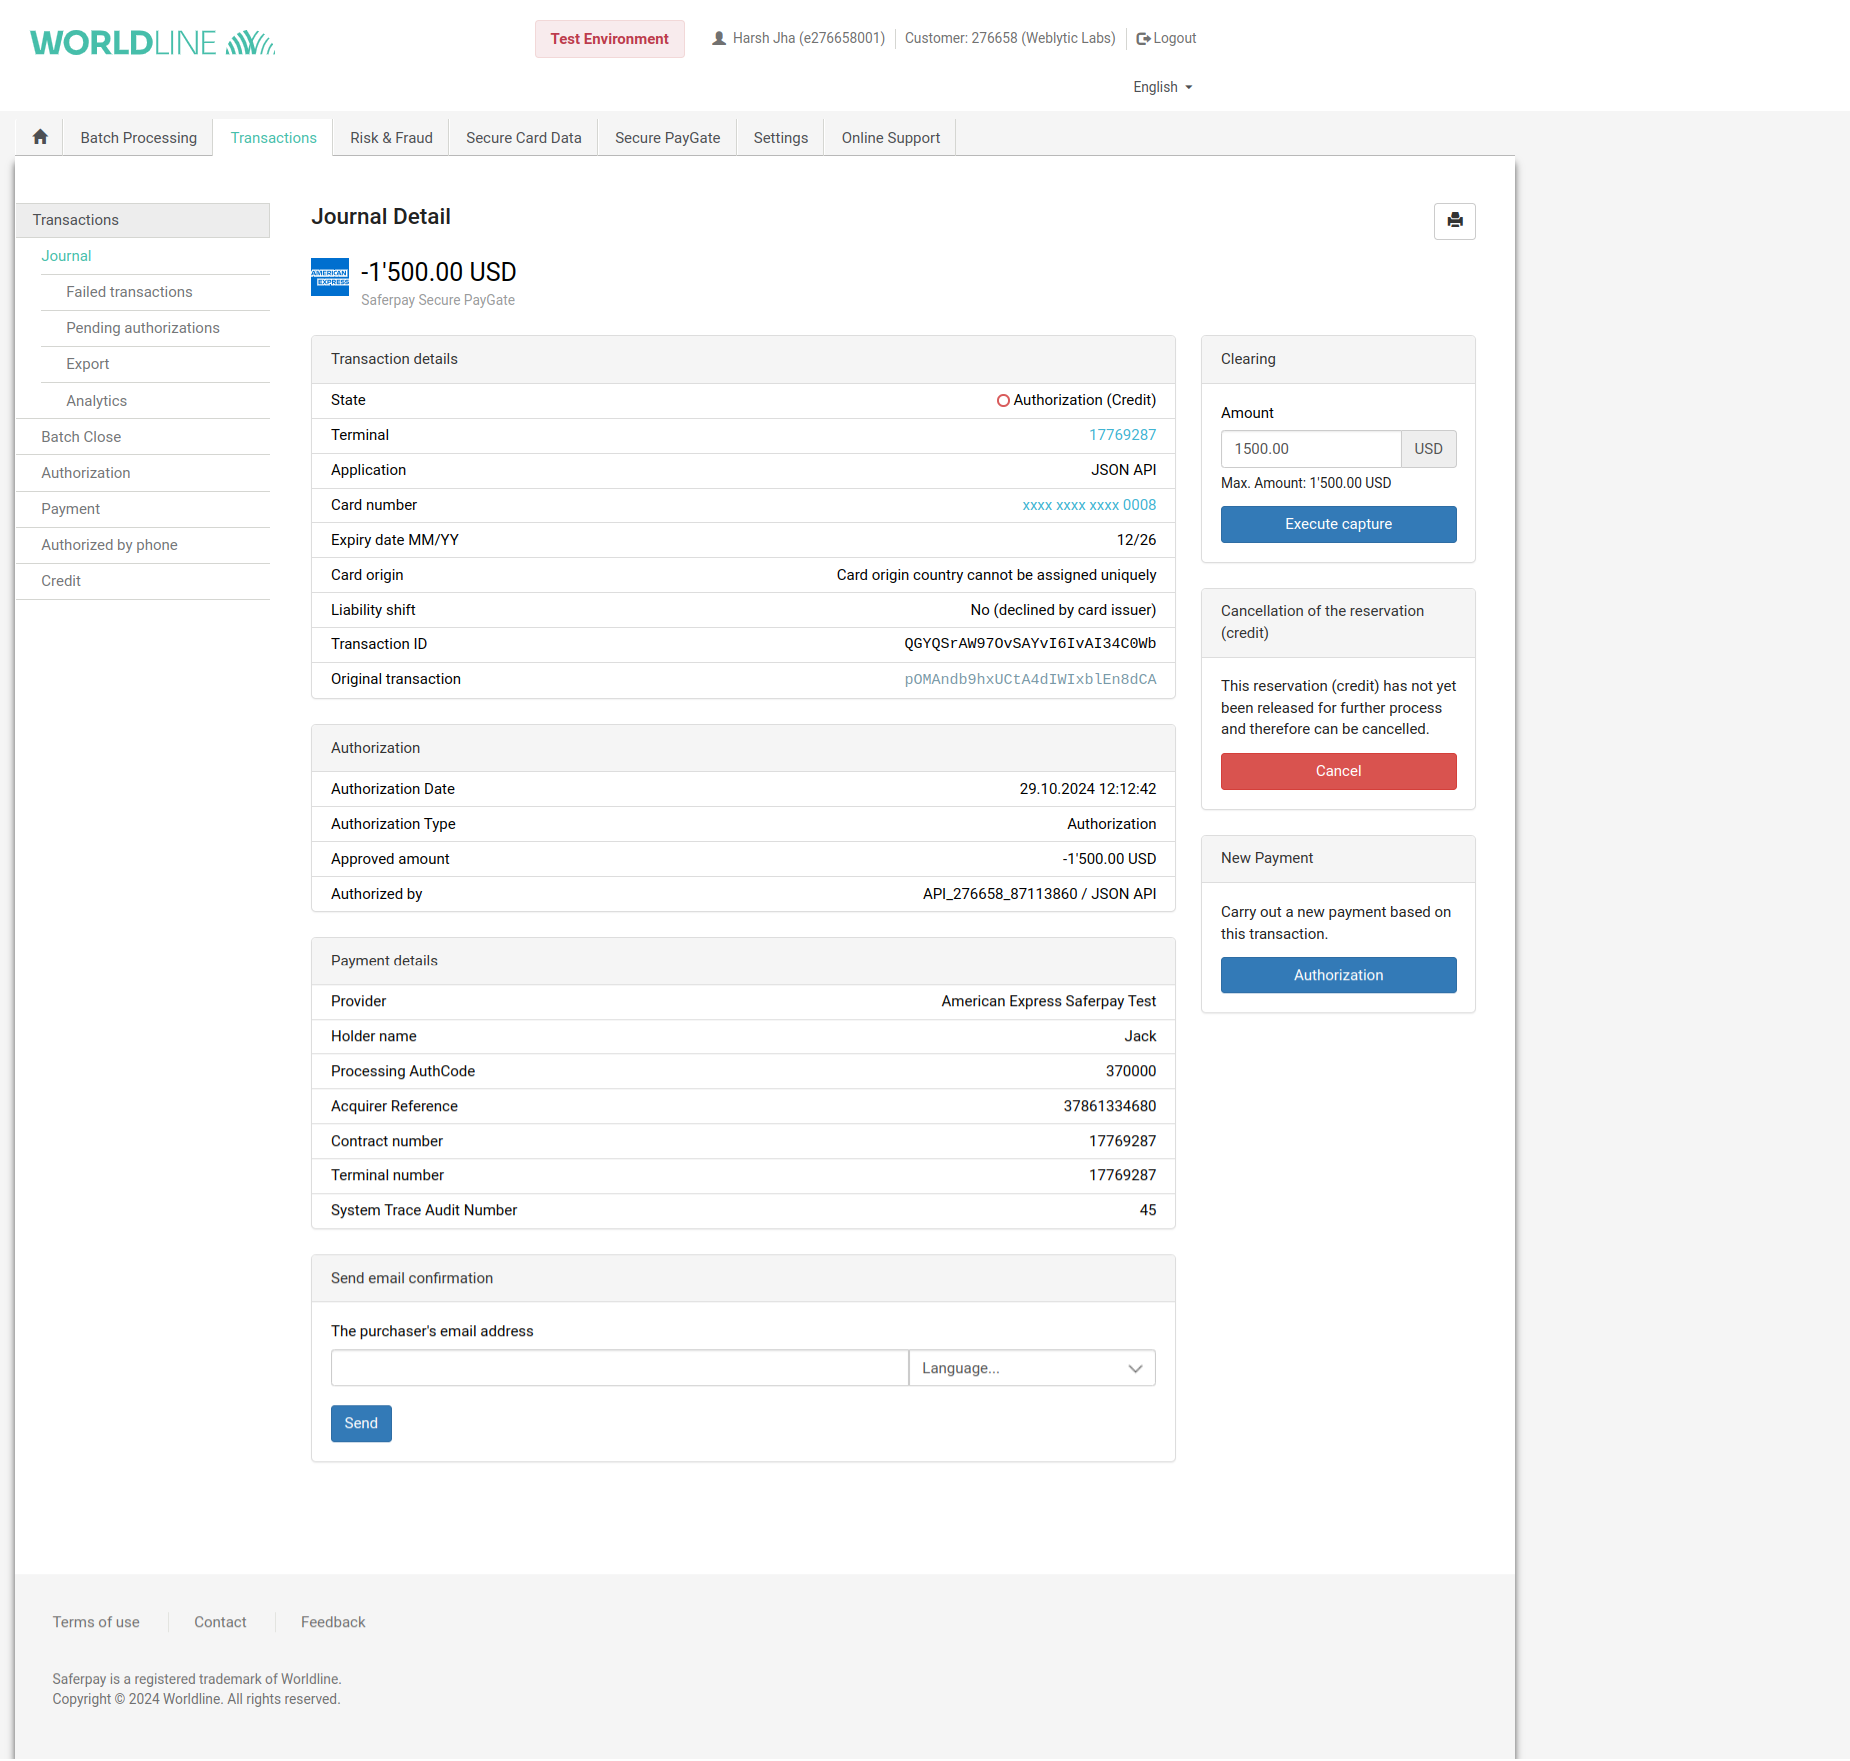 WORLDLINE
Test Environment
Harsh Jha (e276658001)
Customer: 276658 (Weblytic Labs)
Logout
English
Batch Processing
Transactions
Risk & Fraud
Secure Card Data
Secure PayGate
Settings
Online Support
Transactions
Journal
Failed transactions
Pending authorizations
Export
Analytics
Batch Close
Authorization
Payment
Authorized by phone
Credit
Journal Detail
AMERICAN
EXPRESS
-1'500.00 USD
Saferpay Secure PayGate
Transaction details
State Authorization (Credit)
Terminal 17769287
Application JSON API
Card number xxxx xxxx xxxx 0008
Expiry date MM/YY 12/26
Card origin Card origin country cannot be assigned uniquely
Liability shift No (declined by card issuer)
Transaction ID QGYQSrAW97OvSAYvI6IvAI34C0Wb
Original transaction pOMAndb9hxUCtA4dIWIxblEn8dCA
Authorization
Authorization Date 29.10.2024 12:12:42
Authorization Type Authorization
Approved amount -1'500.00 USD
Authorized by API_276658_87113860 / JSON API
Payment details
Provider American Express Saferpay Test
Holder name Jack
Processing AuthCode 370000
Acquirer Reference 37861334680
Contract number 17769287
Terminal number 17769287
System Trace Audit Number 45
Send email confirmation
The purchaser's email address
Language...
Send
Clearing
Amount
1500.00 USD
Max. Amount: 1'500.00 USD
Execute capture
Cancellation of the reservation
(credit)
This reservation (credit) has not yet
been released for further process
and therefore can be cancelled.
Cancel
New Payment
Carry out a new payment based on
this transaction.
Authorization
Terms of use
Contact
Feedback
Saferpay is a registered trademark of Worldline.
Copyright © 2024 Worldline. All rights reserved.